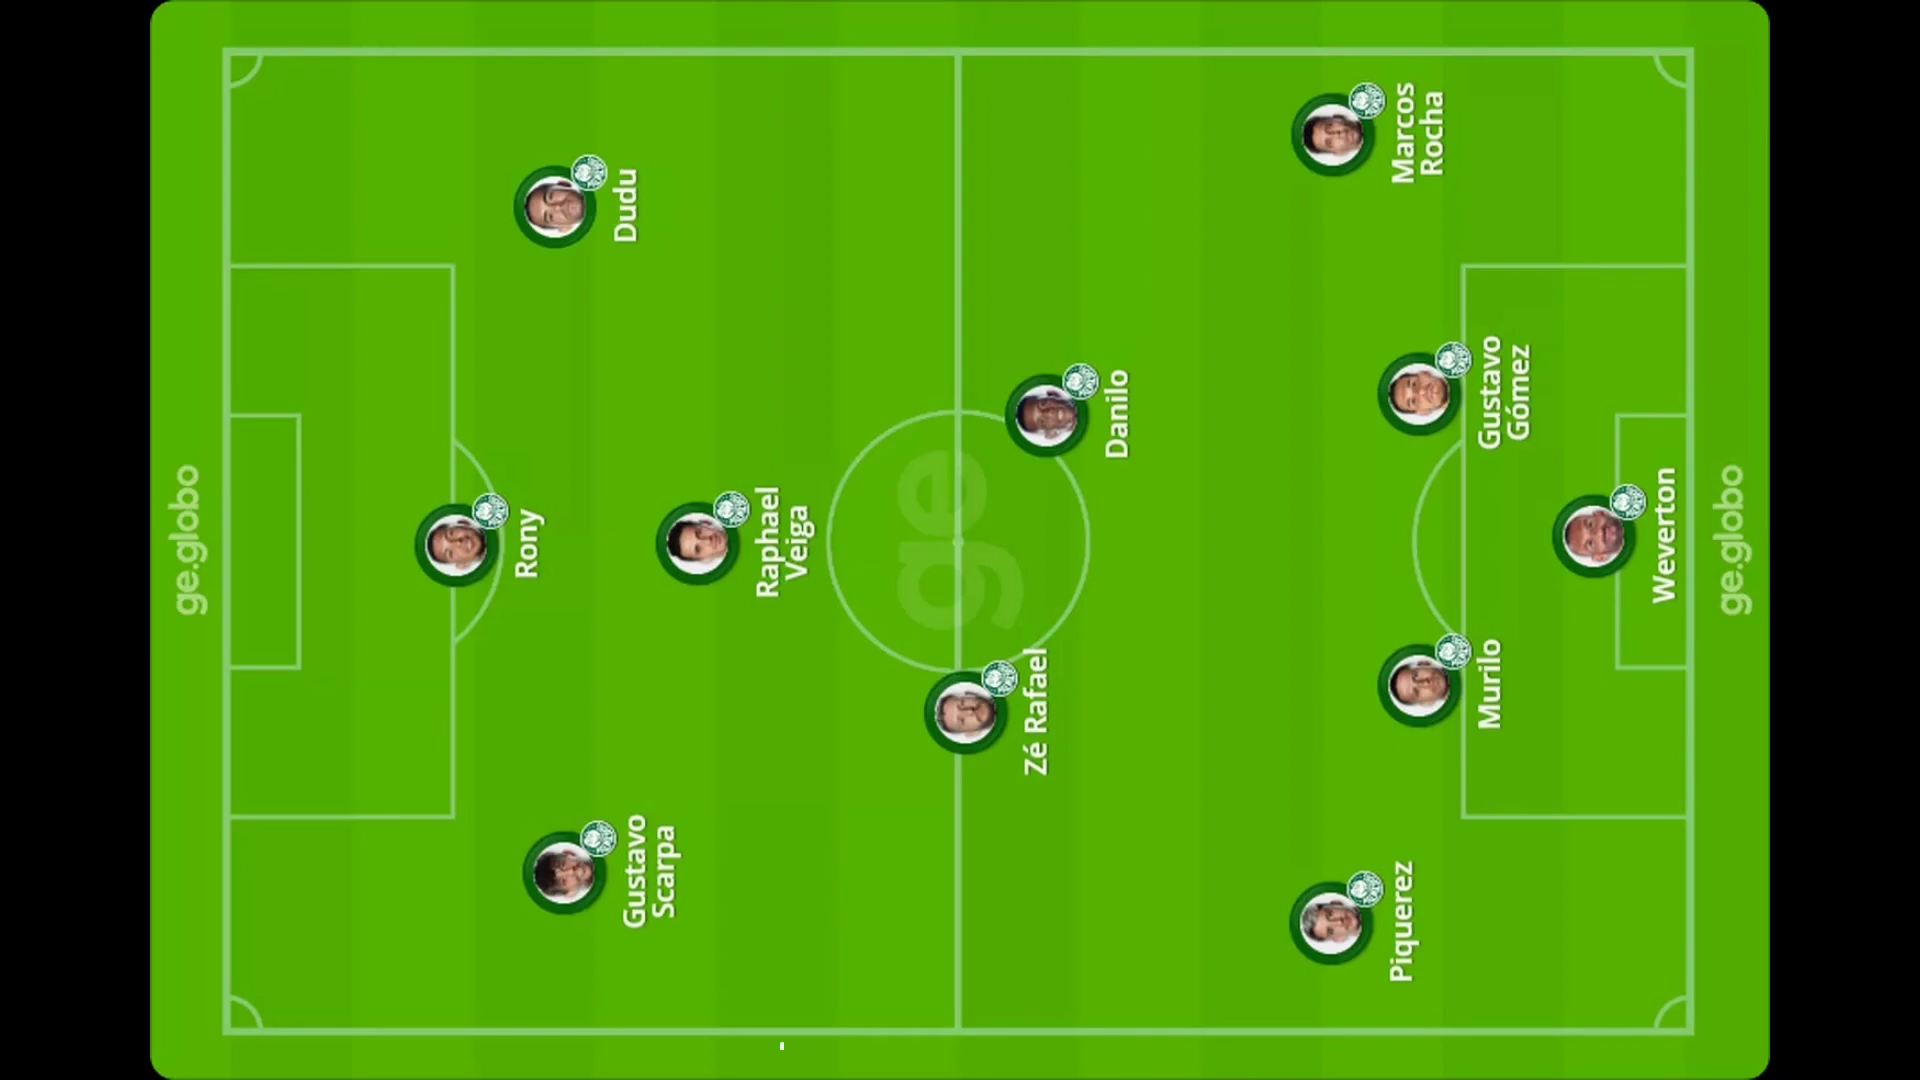 ge.globo
Rony
Dudu
Gustavo
Scarpa
Raphael
Veiga
ge
Zé Rafael
Danilo
Piquerez
Marcos
Rocha
Murilo
Gustavo
Gómez
Weverton
ge.globo